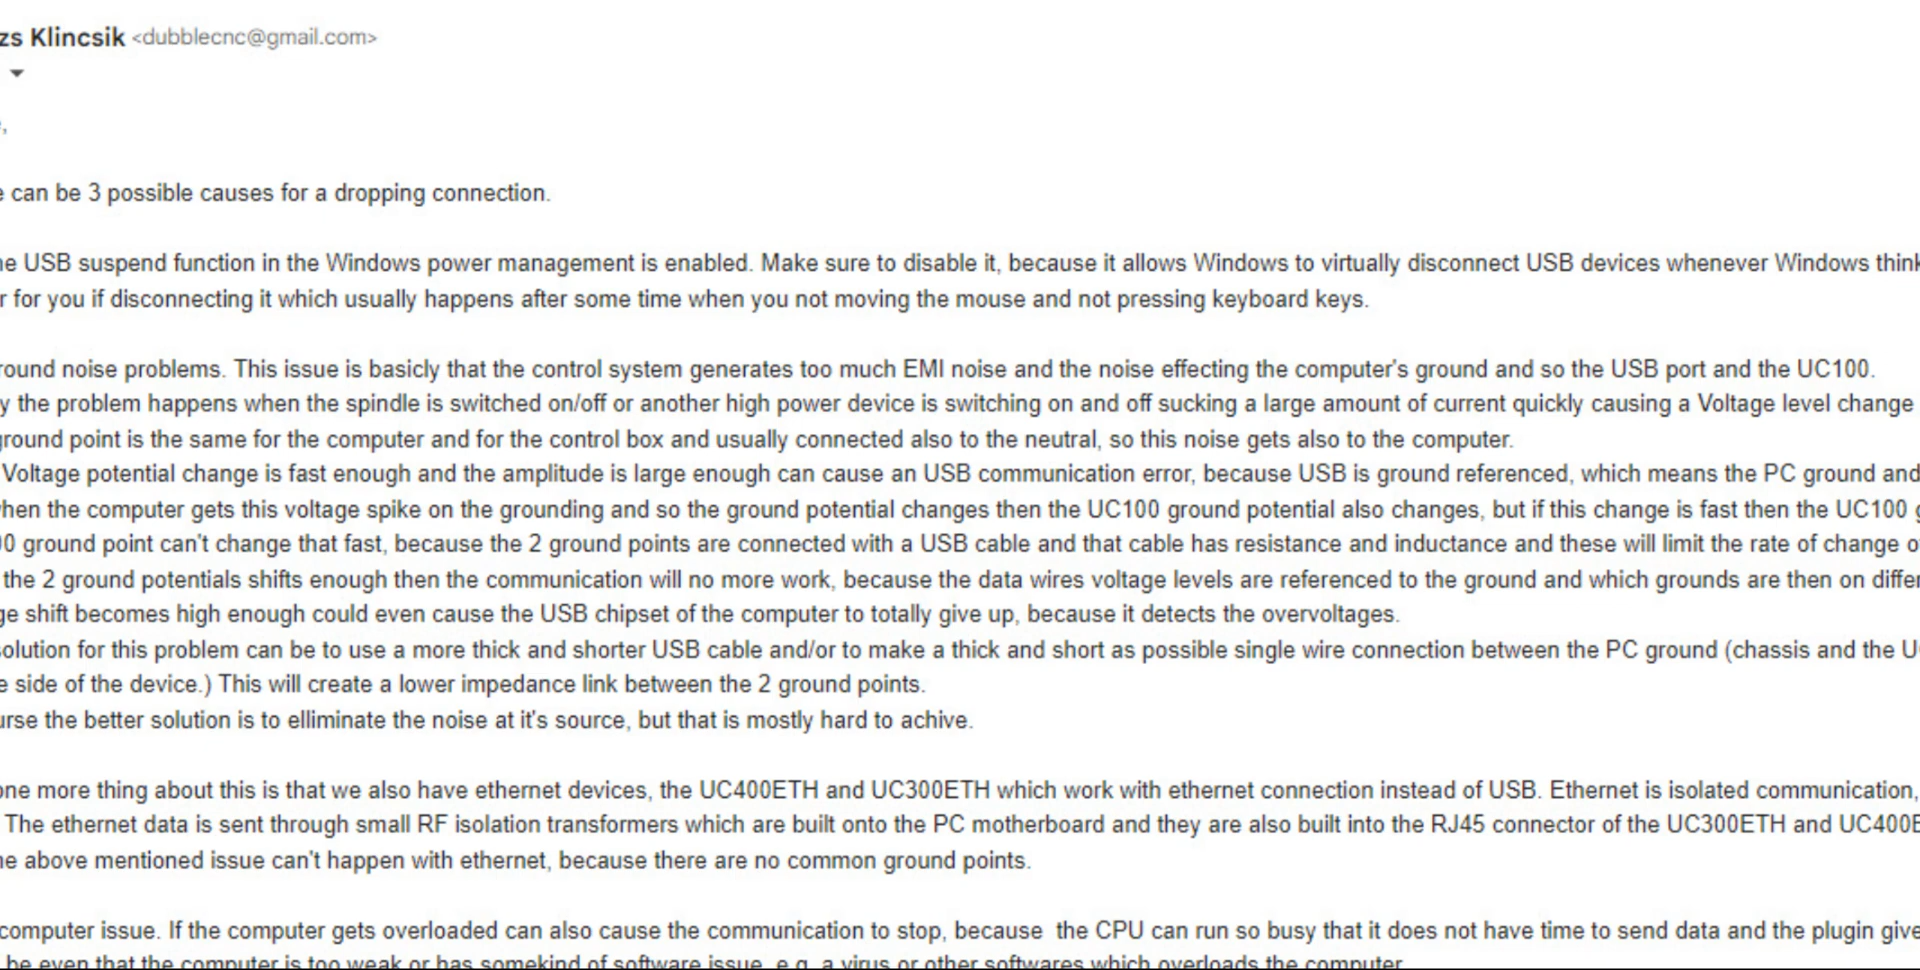 zs Klincsik <dubblecnc@gmail.com>
,
e can be 3 possible causes for a dropping connection.
he USB suspend function in the Windows power management is enabled. Make sure to disable it, because it allows Windows to virtually disconnect USB devices whenever Windows think
r for you if disconnecting it which usually happens after some time when you not moving the mouse and not pressing keyboard keys.
round noise problems. This issue is basicly that the control system generates too much EMI noise and the noise effecting the computer's ground and so the USB port and the UC100.
y the problem happens when the spindle is switched on/off or another high power device is switching on and off sucking a large amount of current quickly causing a Voltage level change
ground point is the same for the computer and for the control box and usually connected also to the neutral, so this noise gets also to the computer.
Voltage potential change is fast enough and the amplitude is large enough can cause an USB communication error, because USB is ground referenced, which means the PC ground and
hen the computer gets this voltage spike on the grounding and so the ground potential changes then the UC100 ground potential also changes, but if this change is fast then the UC100 g
00 ground point can't change that fast, because the 2 ground points are connected with a USB cable and that cable has resistance and inductance and these will limit the rate of change o
the 2 ground potentials shifts enough then the communication will no more work, because the data wires voltage levels are referenced to the ground and which grounds are then on differ
ge shift becomes high enough could even cause the USB chipset of the computer to totally give up, because it detects the overvoltages.
solution for this problem can be to use a more thick and shorter USB cable and/or to make a thick and short as possible single wire connection between the PC ground (chassis and the U
e side of the device.) This will create a lower impedance link between the 2 ground points.
urse the better solution is to elliminate the noise at it's source, but that is mostly hard to achive.
one more thing about this is that we also have ethernet devices, the UC400ETH and UC300ETH which work with ethernet connection instead of USB. Ethernet is isolated communication,
The ethernet data is sent through small RF isolation transformers which are built onto the PC motherboard and they are also built into the RJ45 connector of the UC300ETH and UC400E
he above mentioned issue can't happen with ethernet, because there are no common ground points.
computer issue. If the computer gets overloaded can also cause the communication to stop, because the CPU can run so busy that it does not have time to send data and the plugin give
be even that the computer is too weak or has somekind of software issue, e.g. a virus or other softwares which overloads the computer